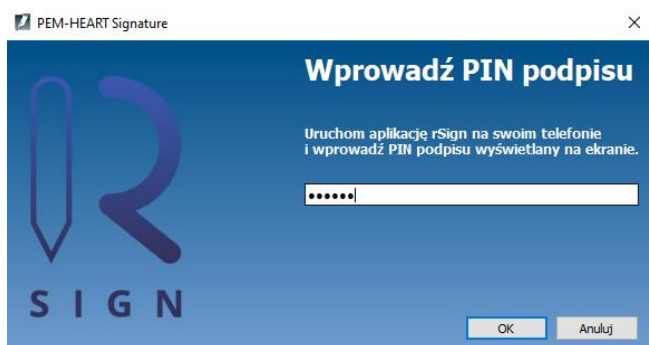 PEM-HEART Signature
Wprowadź PIN podpisu
Uruchom aplikację rSign na swoim telefonie
i wprowadź PIN podpisu wyświetlany na ekranie.
••••••
R
SIGN
OK
Anuluj